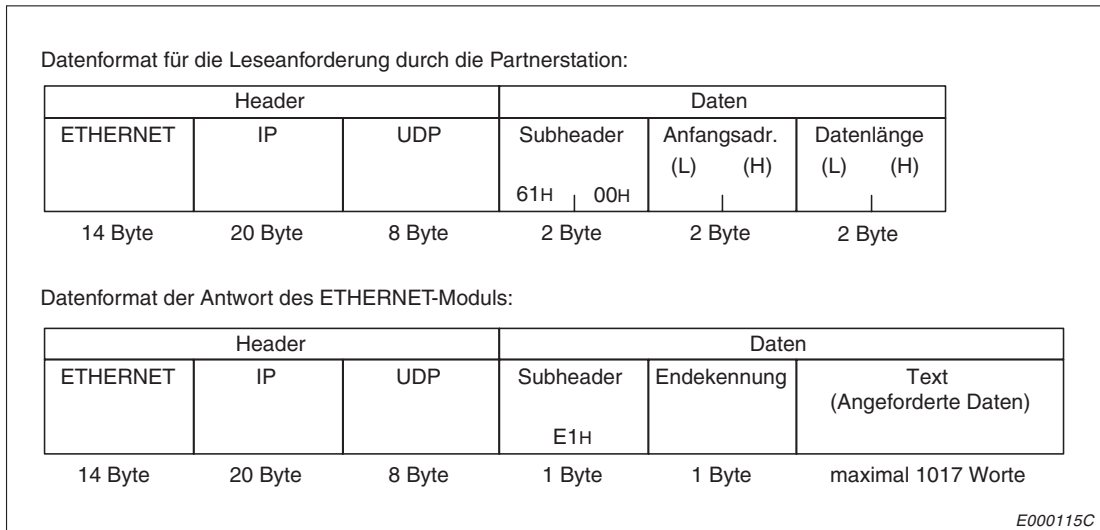 Datenformat für die Leseanforderung durch die Partnerstation:
Header Daten
ETHERNET IP UDP Subheader Anfangsadr. Datenlänge
(L) (H) (L) (H)
61H 00H
14 Byte 20 Byte 8 Byte 2 Byte 2 Byte 2 Byte
Datenformat der Antwort des ETHERNET-Moduls:
Header Daten
ETHERNET IP UDP Subheader Endekennung Text
(Angeforderte Daten)
E1H
14 Byte 20 Byte 8 Byte 1 Byte 1 Byte maximal 1017 Worte
E000115C